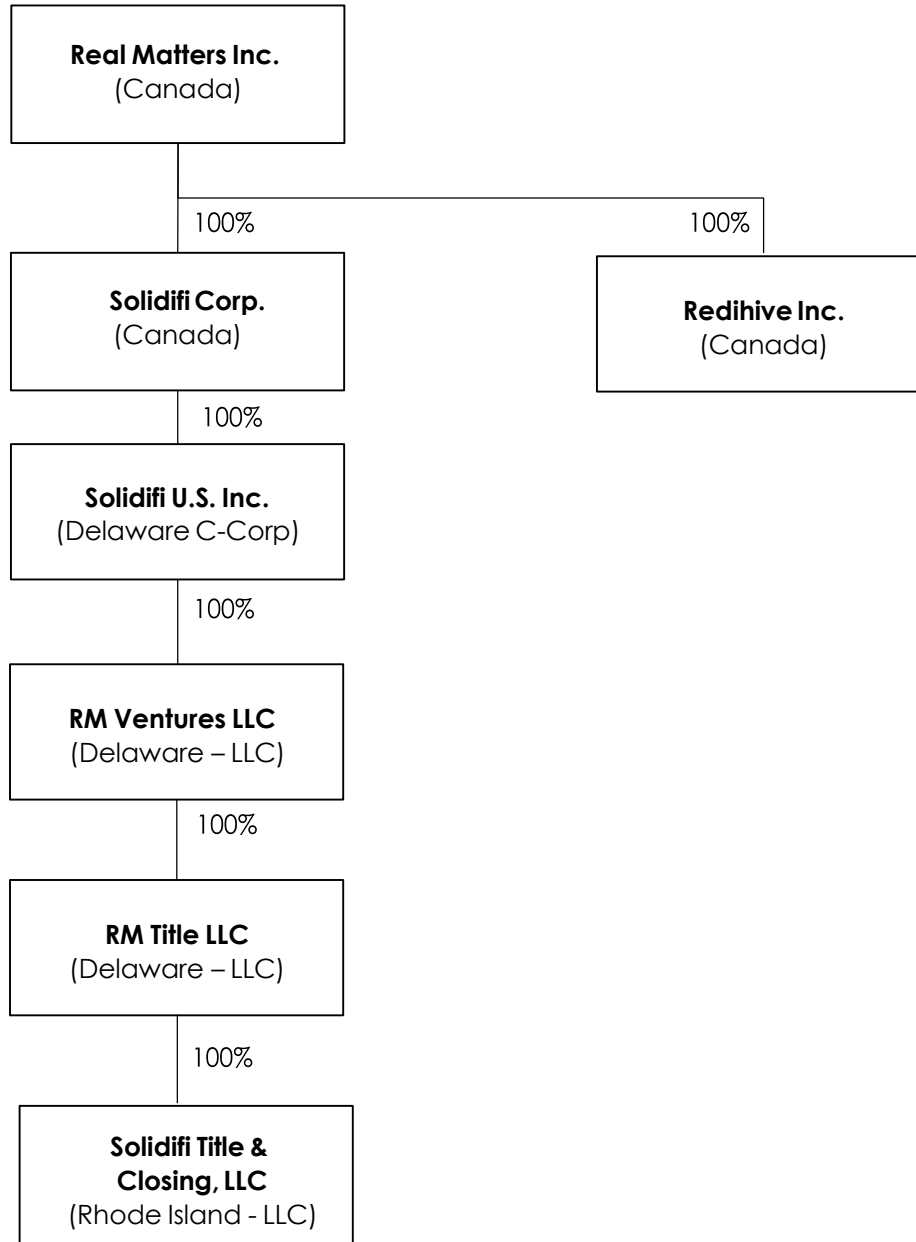 Real Matters Inc.
(Canada)
100%
100%
Solidifi Corp.
(Canada)
Redihive Inc.
(Canada)
100%
Solidifi U.S. Inc.
(Delaware C-Corp)
100%
RM Ventures LLC
(Delaware – LLC)
100%
RM Title LLC
(Delaware – LLC)
100%
Solidifi Title &
Closing, LLC
(Rhode Island - LLC)